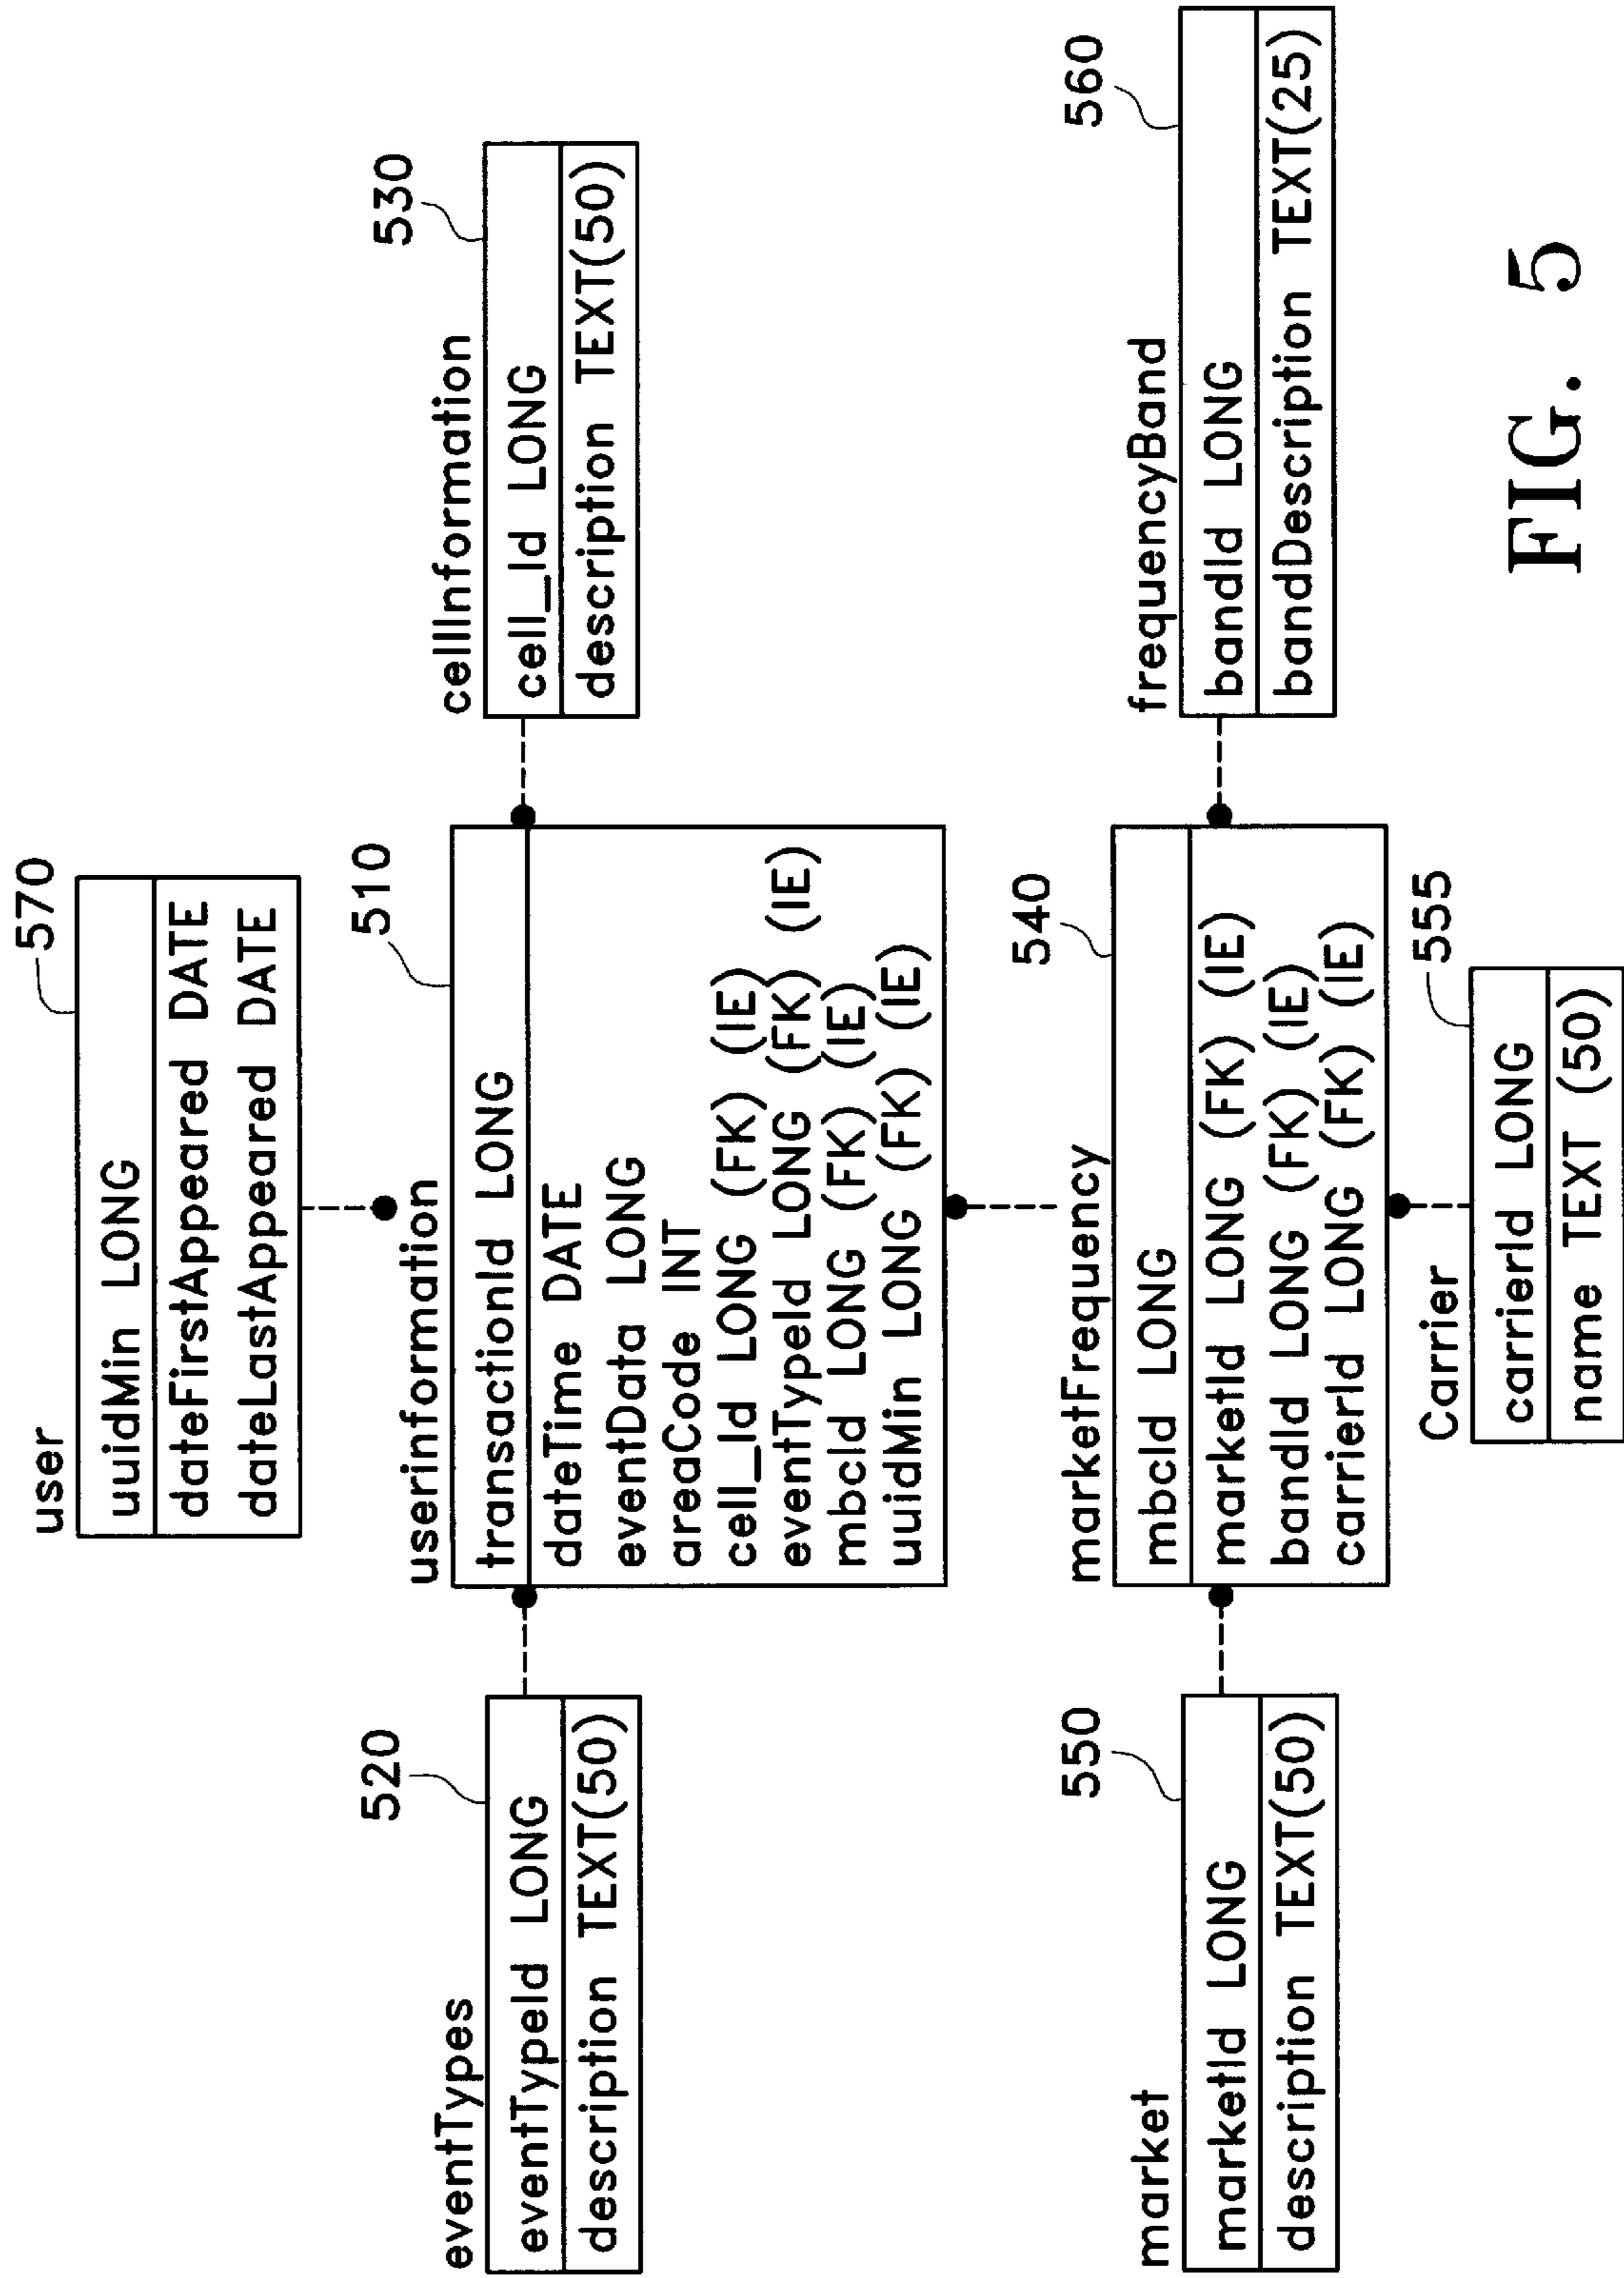 570
user
uuidMin LONG
dateFirstAppeared DATE
dateLastAppeared DATE
520
eventTypes
eventTypeId LONG
description TEXT(50)
510
userinformation
transactionId LONG
dateTime DATE
eventData LONG
areaCode INT
cell_Id LONG (FK) (IE)
eventTypeId LONG (FK) (IE)
mbcId LONG (FK) (IE)
uuidMin LONG (FK) (IE)
530
cellInformation
cell_Id LONG
description TEXT(50)
550
market
marketId LONG
description TEXT(50)
540
marketFrequency
mbcId LONG
marketId LONG (FK) (IE)
bandId LONG (FK) (IE)
carrierId LONG (FK) (IE)
560
frequencyBand
bandId LONG
bandDescription TEXT(25)
555
Carrier
carrierId LONG
name TEXT (50)
FIG. 5